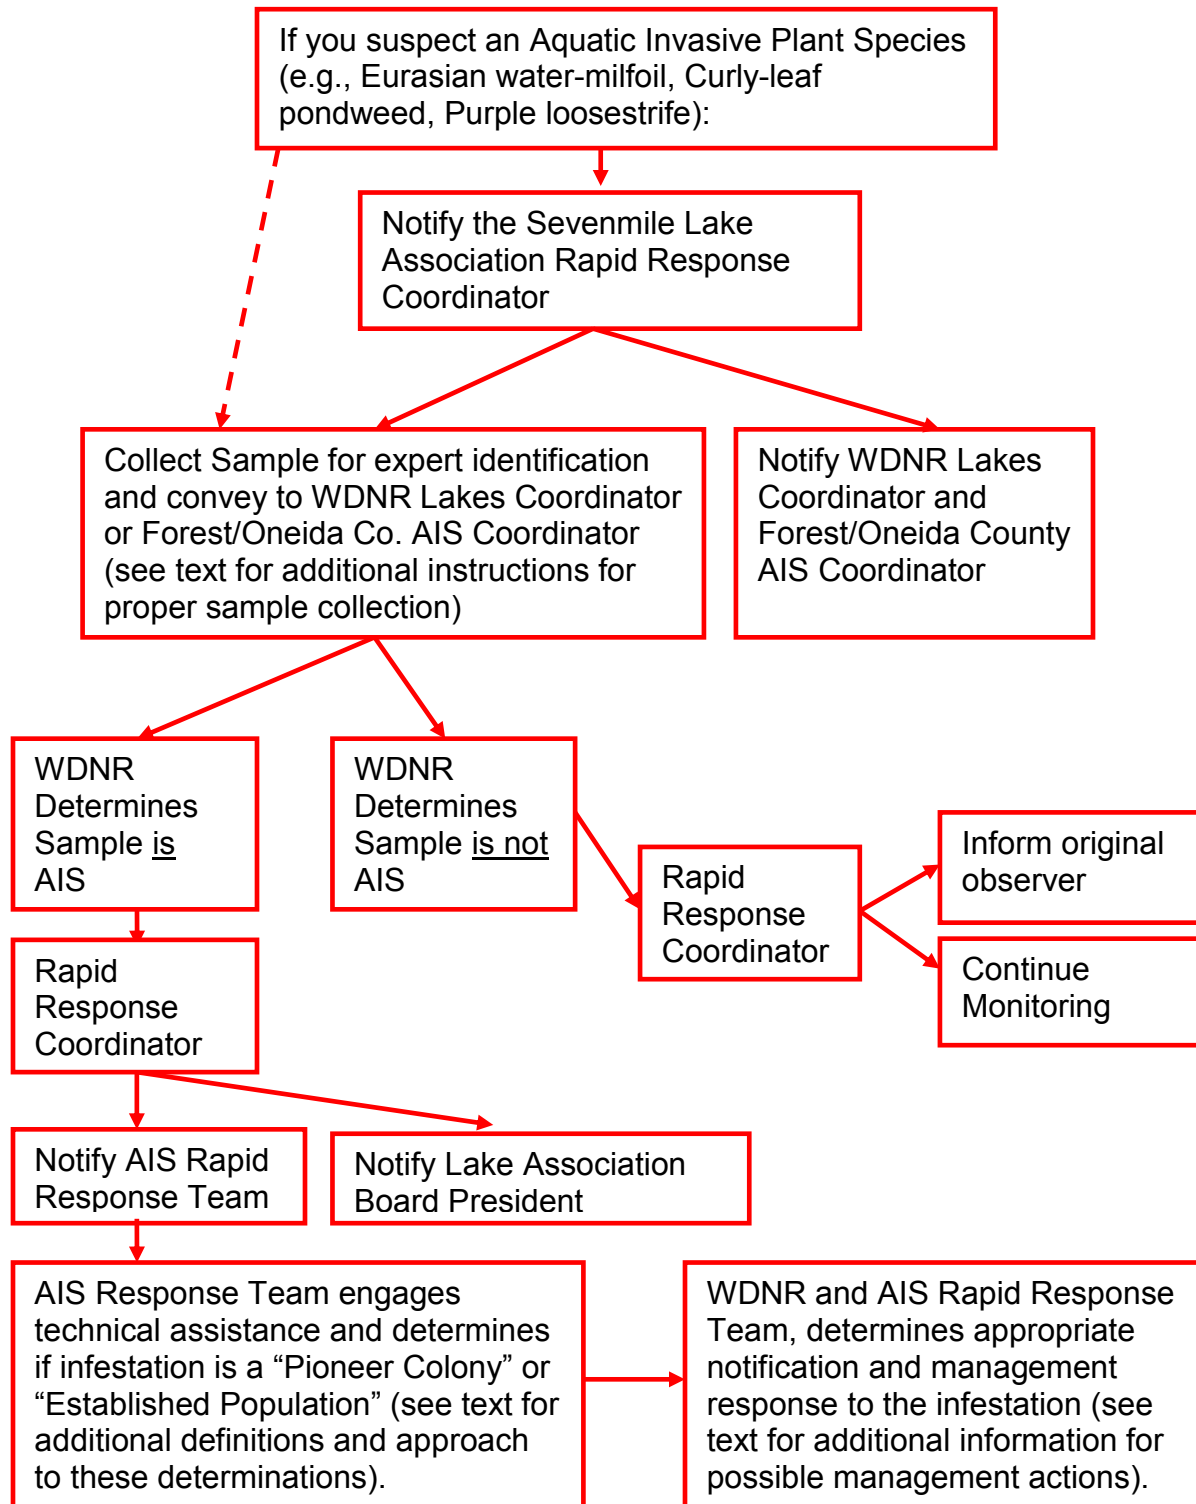 If you suspect an Aquatic Invasive Plant Species
(e.g., Eurasian water-milfoil, Curly-leaf
pondweed, Purple loosestrife):
Notify the Sevenmile Lake
Association Rapid Response
Coordinator
Collect Sample for expert identification
and convey to WDNR Lakes Coordinator
or Forest/Oneida Co. AIS Coordinator
(see text for additional instructions for
proper sample collection)
Notify WDNR Lakes
Coordinator and
Forest/Oneida County
AIS Coordinator
WDNR
Determines
Sample is
AIS
WDNR
Determines
Sample is not
AIS
Rapid
Response
Coordinator
Inform original
observer
Continue
Monitoring
Rapid
Response
Coordinator
Notify AIS Rapid
Response Team
Notify Lake Association
Board President
AIS Response Team engages
technical assistance and determines
if infestation is a “Pioneer Colony” or
“Established Population” (see text for
additional definitions and approach
to these determinations).
WDNR and AIS Rapid Response
Team, determines appropriate
notification and management
response to the infestation (see
text for additional information for
possible management actions).